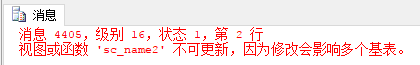 消息
消息 4405，级别 16，状态 1，第 2 行
视图或函数 'sc_name2' 不可更新，因为修改会影响多个基表。